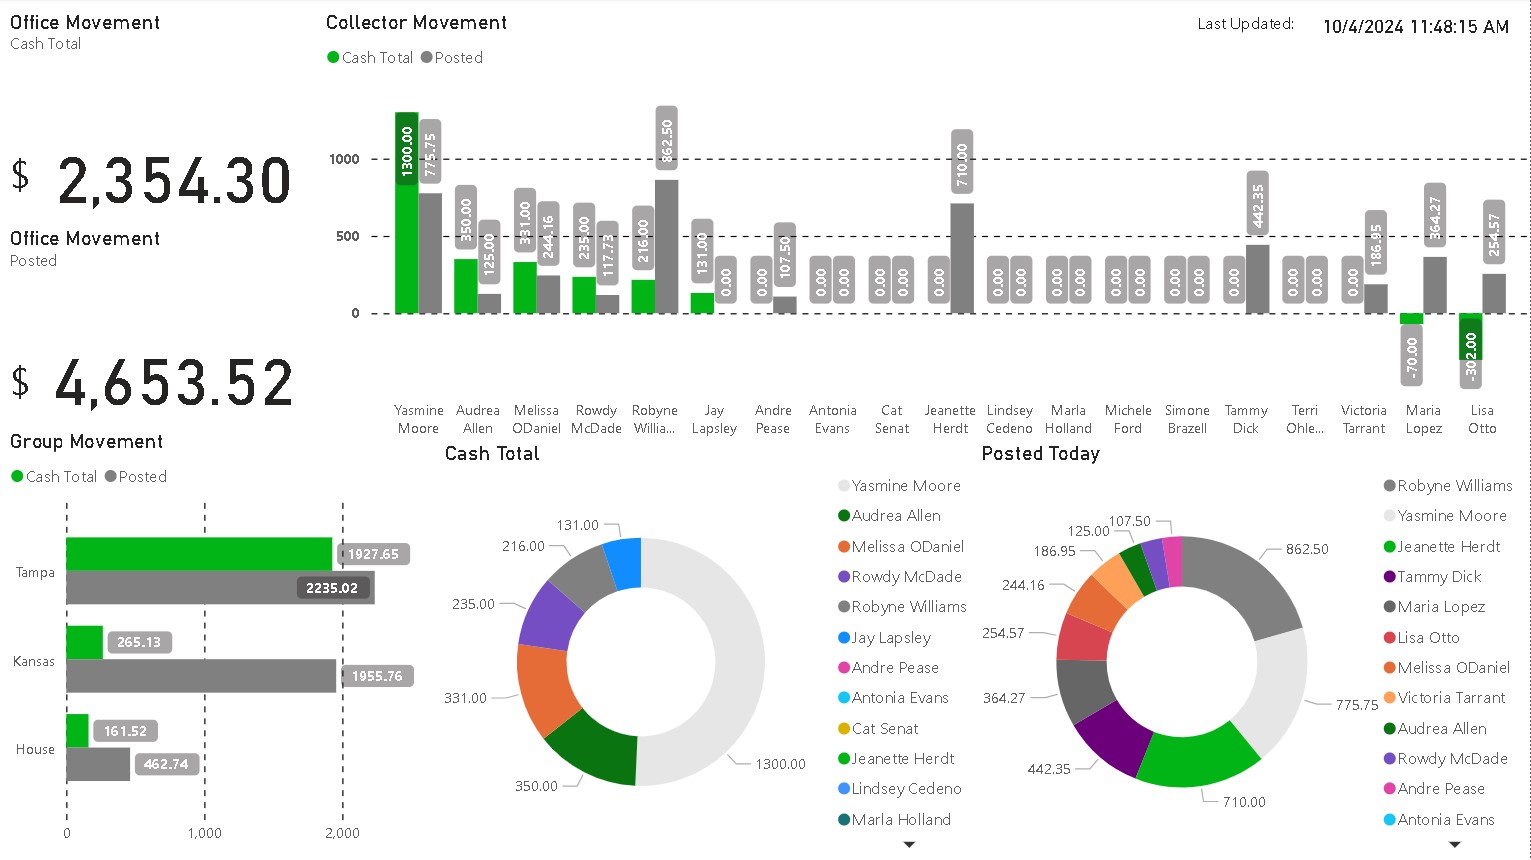 Office Movement
Cash Total
$ 2,354.30
Office Movement
Posted
$ 4,653.52
Collector Movement
Cash Total Posted
Last Updated: 10/4/2024 11:48:15 AM
1000
500
0
1300.00 775.75
350.00 125.00
331.00 244.16
235.00 117.73
216.00 862.50
131.00 0.00
0.00 107.50
0.00 0.00
0.00 0.00
0.00 710.00
0.00 0.00
0.00 0.00
0.00 0.00
0.00 0.00
0.00 442.35
0.00 0.00
0.00 186.95
-70.00 364.27
-302.00 254.57
Yasmine Moore
Audrea Allen
Melissa ODaniel
Rowdy McDade
Robyne Willia...
Jay Lapsley
Andre Pease
Antonia Evans
Cat Senat
Jeanette Herdt
Lindsey Cedeno
Marla Holland
Michele Ford
Simone Brazell
Tammy Dick
Terri Ohle...
Victoria Tarrant
Maria Lopez
Lisa Otto
Group Movement
Cash Total Posted
Tampa
1927.65
2235.02
Kansas
265.13
1955.76
House
161.52
462.74
0 1,000 2,000
Cash Total
131.00
216.00
235.00
331.00
350.00
1300.00
Yasmine Moore
Audrea Allen
Melissa ODaniel
Rowdy McDade
Robyne Williams
Jay Lapsley
Andre Pease
Antonia Evans
Cat Senat
Jeanette Herdt
Lindsey Cedeno
Marla Holland
Posted Today
107.50
125.00
186.95
244.16
254.57
364.27
442.35
710.00
775.75
862.50
Robyne Williams
Yasmine Moore
Jeanette Herdt
Tammy Dick
Maria Lopez
Lisa Otto
Melissa ODaniel
Victoria Tarrant
Audrea Allen
Rowdy McDade
Andre Pease
Antonia Evans